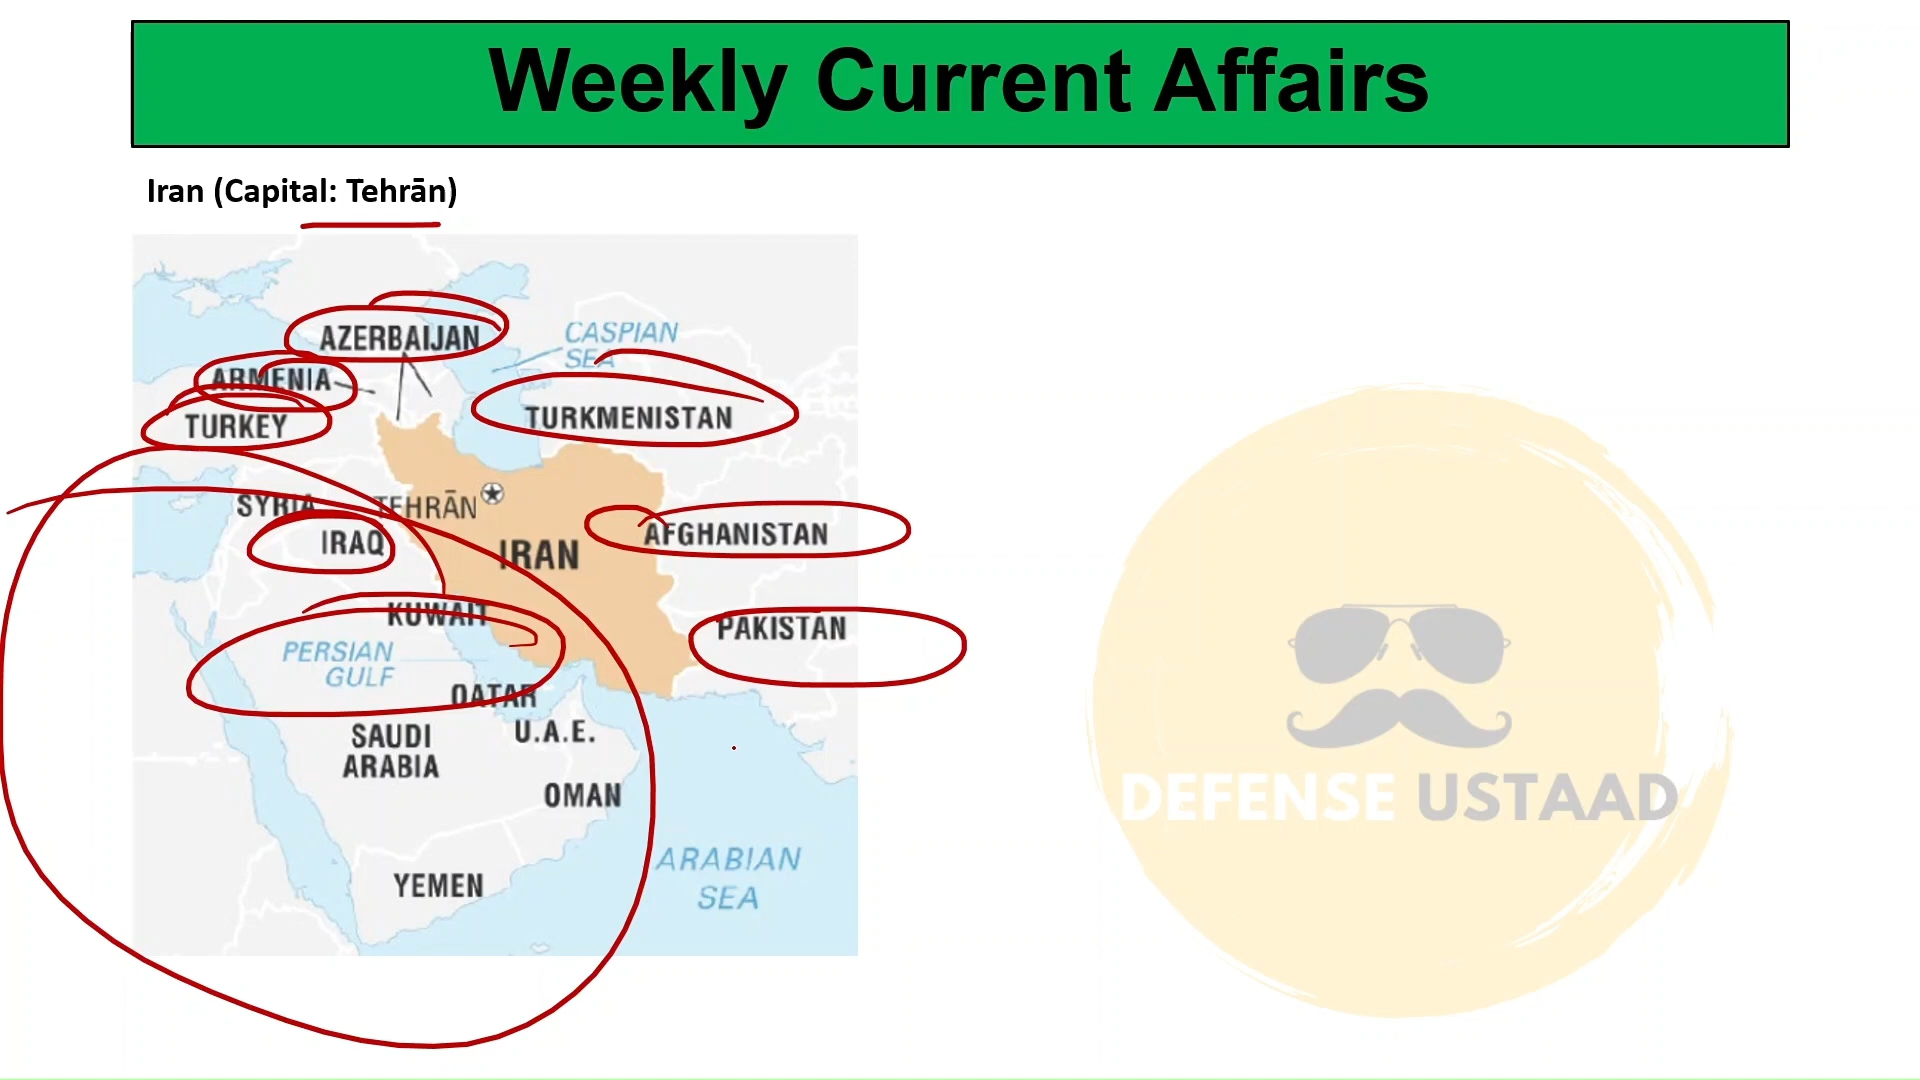 Weekly Current Affairs
Iran (Capital: Tehrān)
AZERBAIJAN
CASPIAN
SEA
ARMENIA
TURKMENISTAN
TURKEY
SYRIA
TEHRĀN
IRAQ
IRAN
AFGHANISTAN
KUWAIT
PAKISTAN
PERSIAN
GULF
QATAR
SAUDI
ARABIA
U.A.E.
OMAN
YEMEN
ARABIAN
SEA
DEFENSE USTAAD